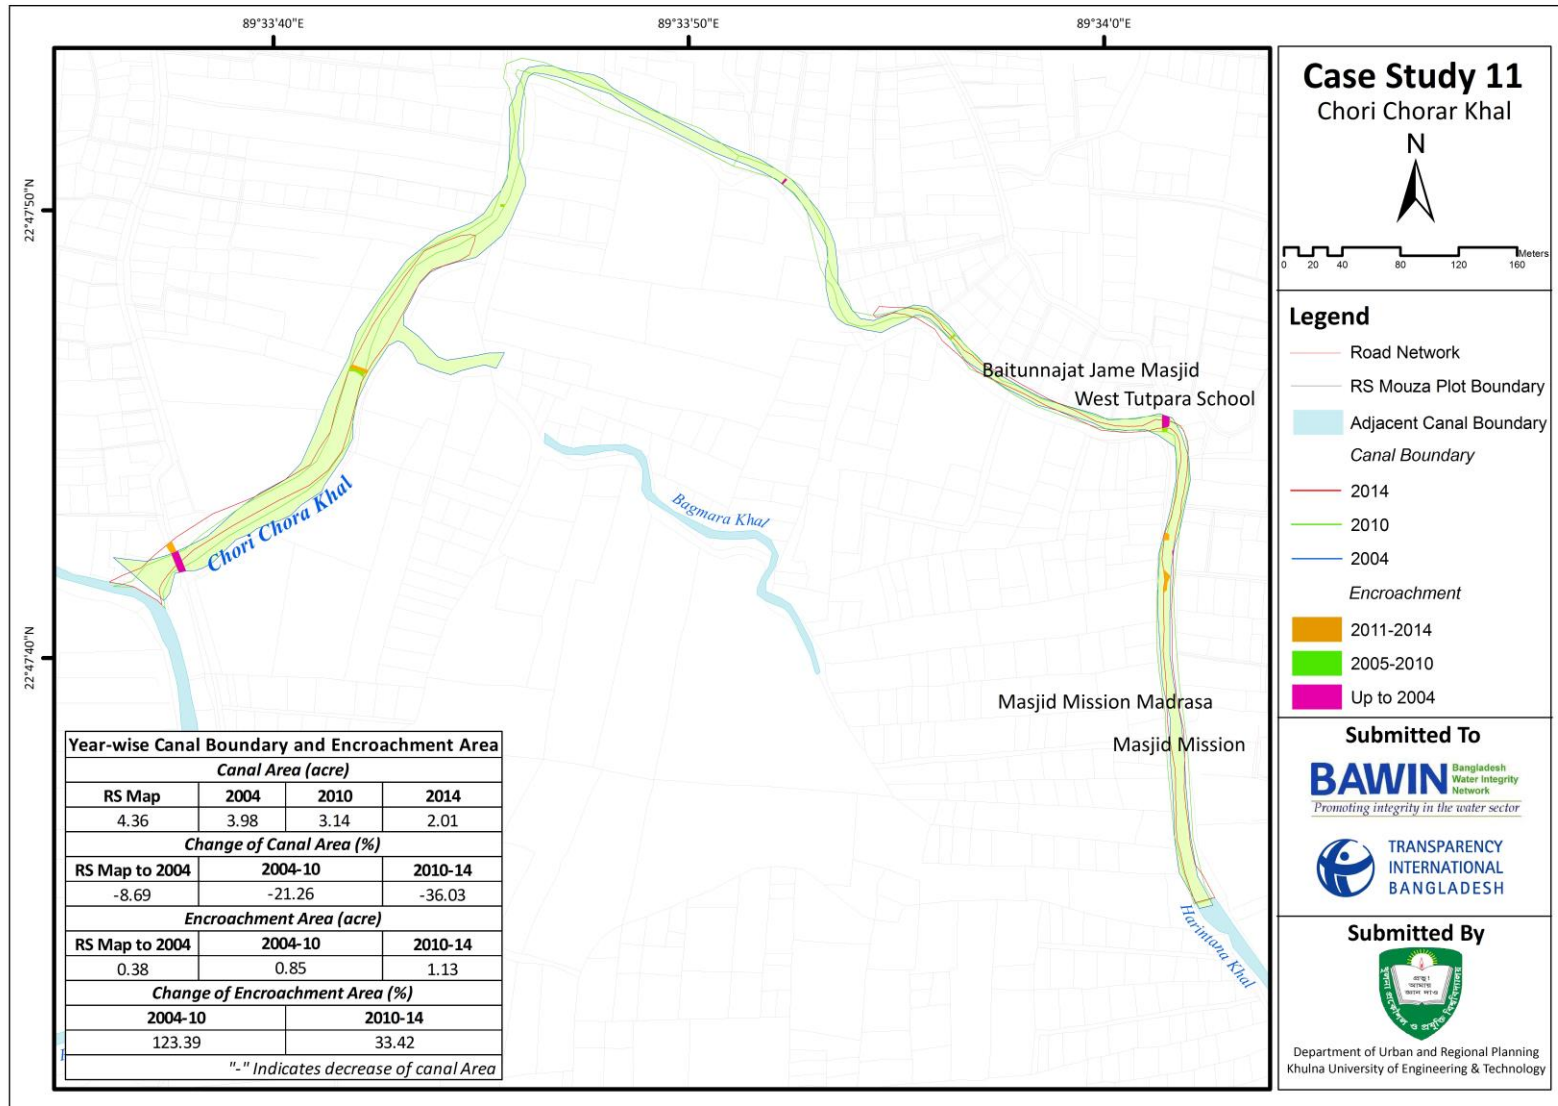 89°33'40"E
89°33'50"E
89°34'0"E
22°47'50"N
22°47'40"N
Chori Chora Khal
Bagmara Khal
Baitunnajat Jame Masjid
West Tutpara School
Masjid Mission Madrasa
Masjid Mission
Harintana Khal
Year-wise Canal Boundary and Encroachment Area
Canal Area (acre)
RS Map 2004 2010 2014
4.36 3.98 3.14 2.01
Change of Canal Area (%)
RS Map to 2004 2004-10 2010-14
-8.69 -21.26 -36.03
Encroachment Area (acre)
RS Map to 2004 2004-10 2010-14
0.38 0.85 1.13
Change of Encroachment Area (%)
2004-10 2010-14
123.39 33.42
"-" Indicates decrease of canal Area
Case Study 11
Chori Chorar Khal
N
Meters
0 20 40 80 120 160
Legend
Road Network
RS Mouza Plot Boundary
Adjacent Canal Boundary
Canal Boundary
2014
2010
2004
Encroachment
2011-2014
2005-2010
Up to 2004
Submitted To
BAWIN Bangladesh
Water Integrity
Network
Promoting integrity in the water sector
TRANSPARENCY
INTERNATIONAL
BANGLADESH
Submitted By
প্রভু!
আমায়
জ্ঞান দাও
খুলনা প্রকৌশল ও প্রযুক্তি বিশ্ববিদ্যালয়
Department of Urban and Regional Planning
Khulna University of Engineering & Technology